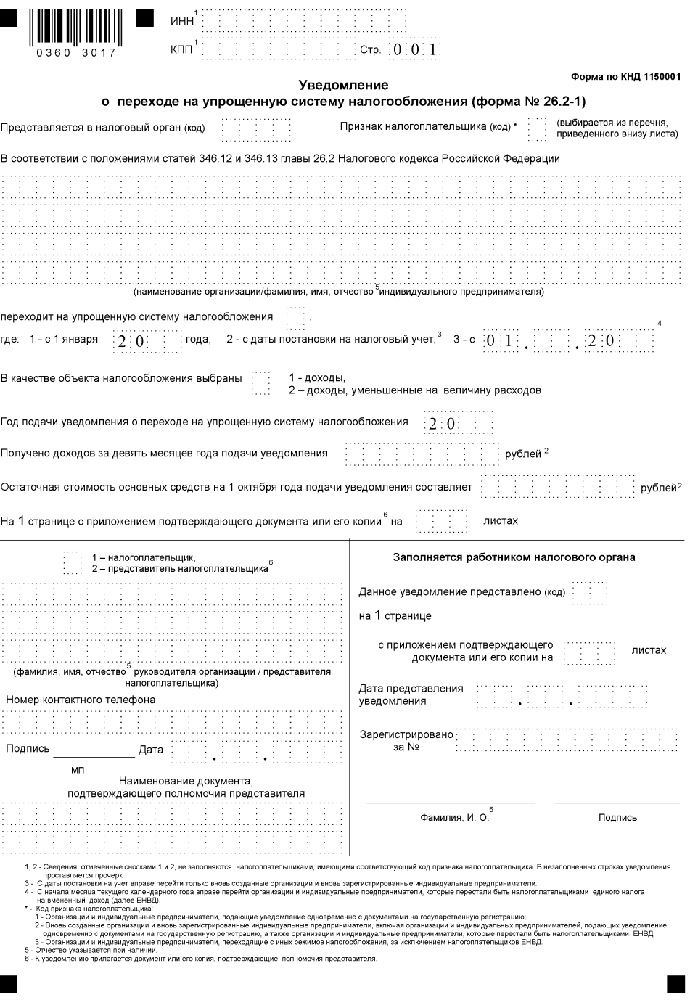 ИНН 1
0360 3017
КПП 1 Стр. 001
Форма по КНД 1150001
Уведомление
о переходе на упрощенную систему налогообложения (форма № 26.2-1)
Представляется в налоговый орган (код) Признак налогоплательщика (код) * (выбирается из перечня,
приведенного внизу листа)
В соответствии с положениями статей 346.12 и 346.13 главы 26.2 Налогового кодекса Российской Федерации
(наименование организации/фамилия, имя, отчество 5 индивидуального предпринимателя)
переходит на упрощенную систему налогообложения ,
где: 1 - с 1 января 20 года, 2 - с даты постановки на налоговый учет; 3 3 - с 01 . . 20 4
В качестве объекта налогообложения выбраны 1 - доходы,
2 – доходы, уменьшенные на величину расходов
Год подачи уведомления о переходе на упрощенную систему налогообложения 20
Получено доходов за девять месяцев года подачи уведомления рублей 2
Остаточная стоимость основных средств на 1 октября года подачи уведомления составляет рублей 2
На 1 странице с приложением подтверждающего документа или его копии 6 на листах
1 – налогоплательщик,
2 – представитель налогоплательщика 6
(фамилия, имя, отчество 5 руководителя организации / представителя
налогоплательщика)
Номер контактного телефона
Подпись Дата . .
МП
Наименование документа,
подтверждающего полномочия представителя
Заполняется работником налогового органа
Данное уведомление представлено (код)
на 1 странице
с приложением подтверждающего
документа или его копии на листах
Дата представления
уведомления . .
Зарегистрировано
за №
Фамилия, И. О. 5 Подпись
1, 2 - Сведения, отмеченные сносками 1 и 2, не заполняются налогоплательщиками, имеющими соответствующий код признака налогоплательщика. В незаполненных строках уведомления
проставляется прочерк.
3 - С даты постановки на учет вправе перейти только вновь созданные организации и вновь зарегистрированные индивидуальные предприниматели.
4 - С начала месяца текущего календарного года вправе перейти организации и индивидуальные предприниматели, которые перестали быть налогоплательщиками единого налога
на вмененный доход (далее ЕНВД).
* - Код признака налогоплательщика:
1 - Организации и индивидуальные предприниматели, подающие уведомление одновременно с документами на государственную регистрацию;
2 - Вновь созданные организации и вновь зарегистрированные индивидуальные предприниматели, включая организации и индивидуальных предпринимателей, подающих уведомление
одновременно с документами на государственную регистрацию, а также организации и индивидуальные предприниматели, которые перестали быть налогоплательщиками ЕНВД;
3 - Организации и индивидуальные предприниматели, переходящие с иных режимов налогообложения, за исключением налогоплательщиков ЕНВД.
5 - Отчество указывается при наличии.
6 - К уведомлению прилагается документ или его копия, подтверждающие полномочия представителя.